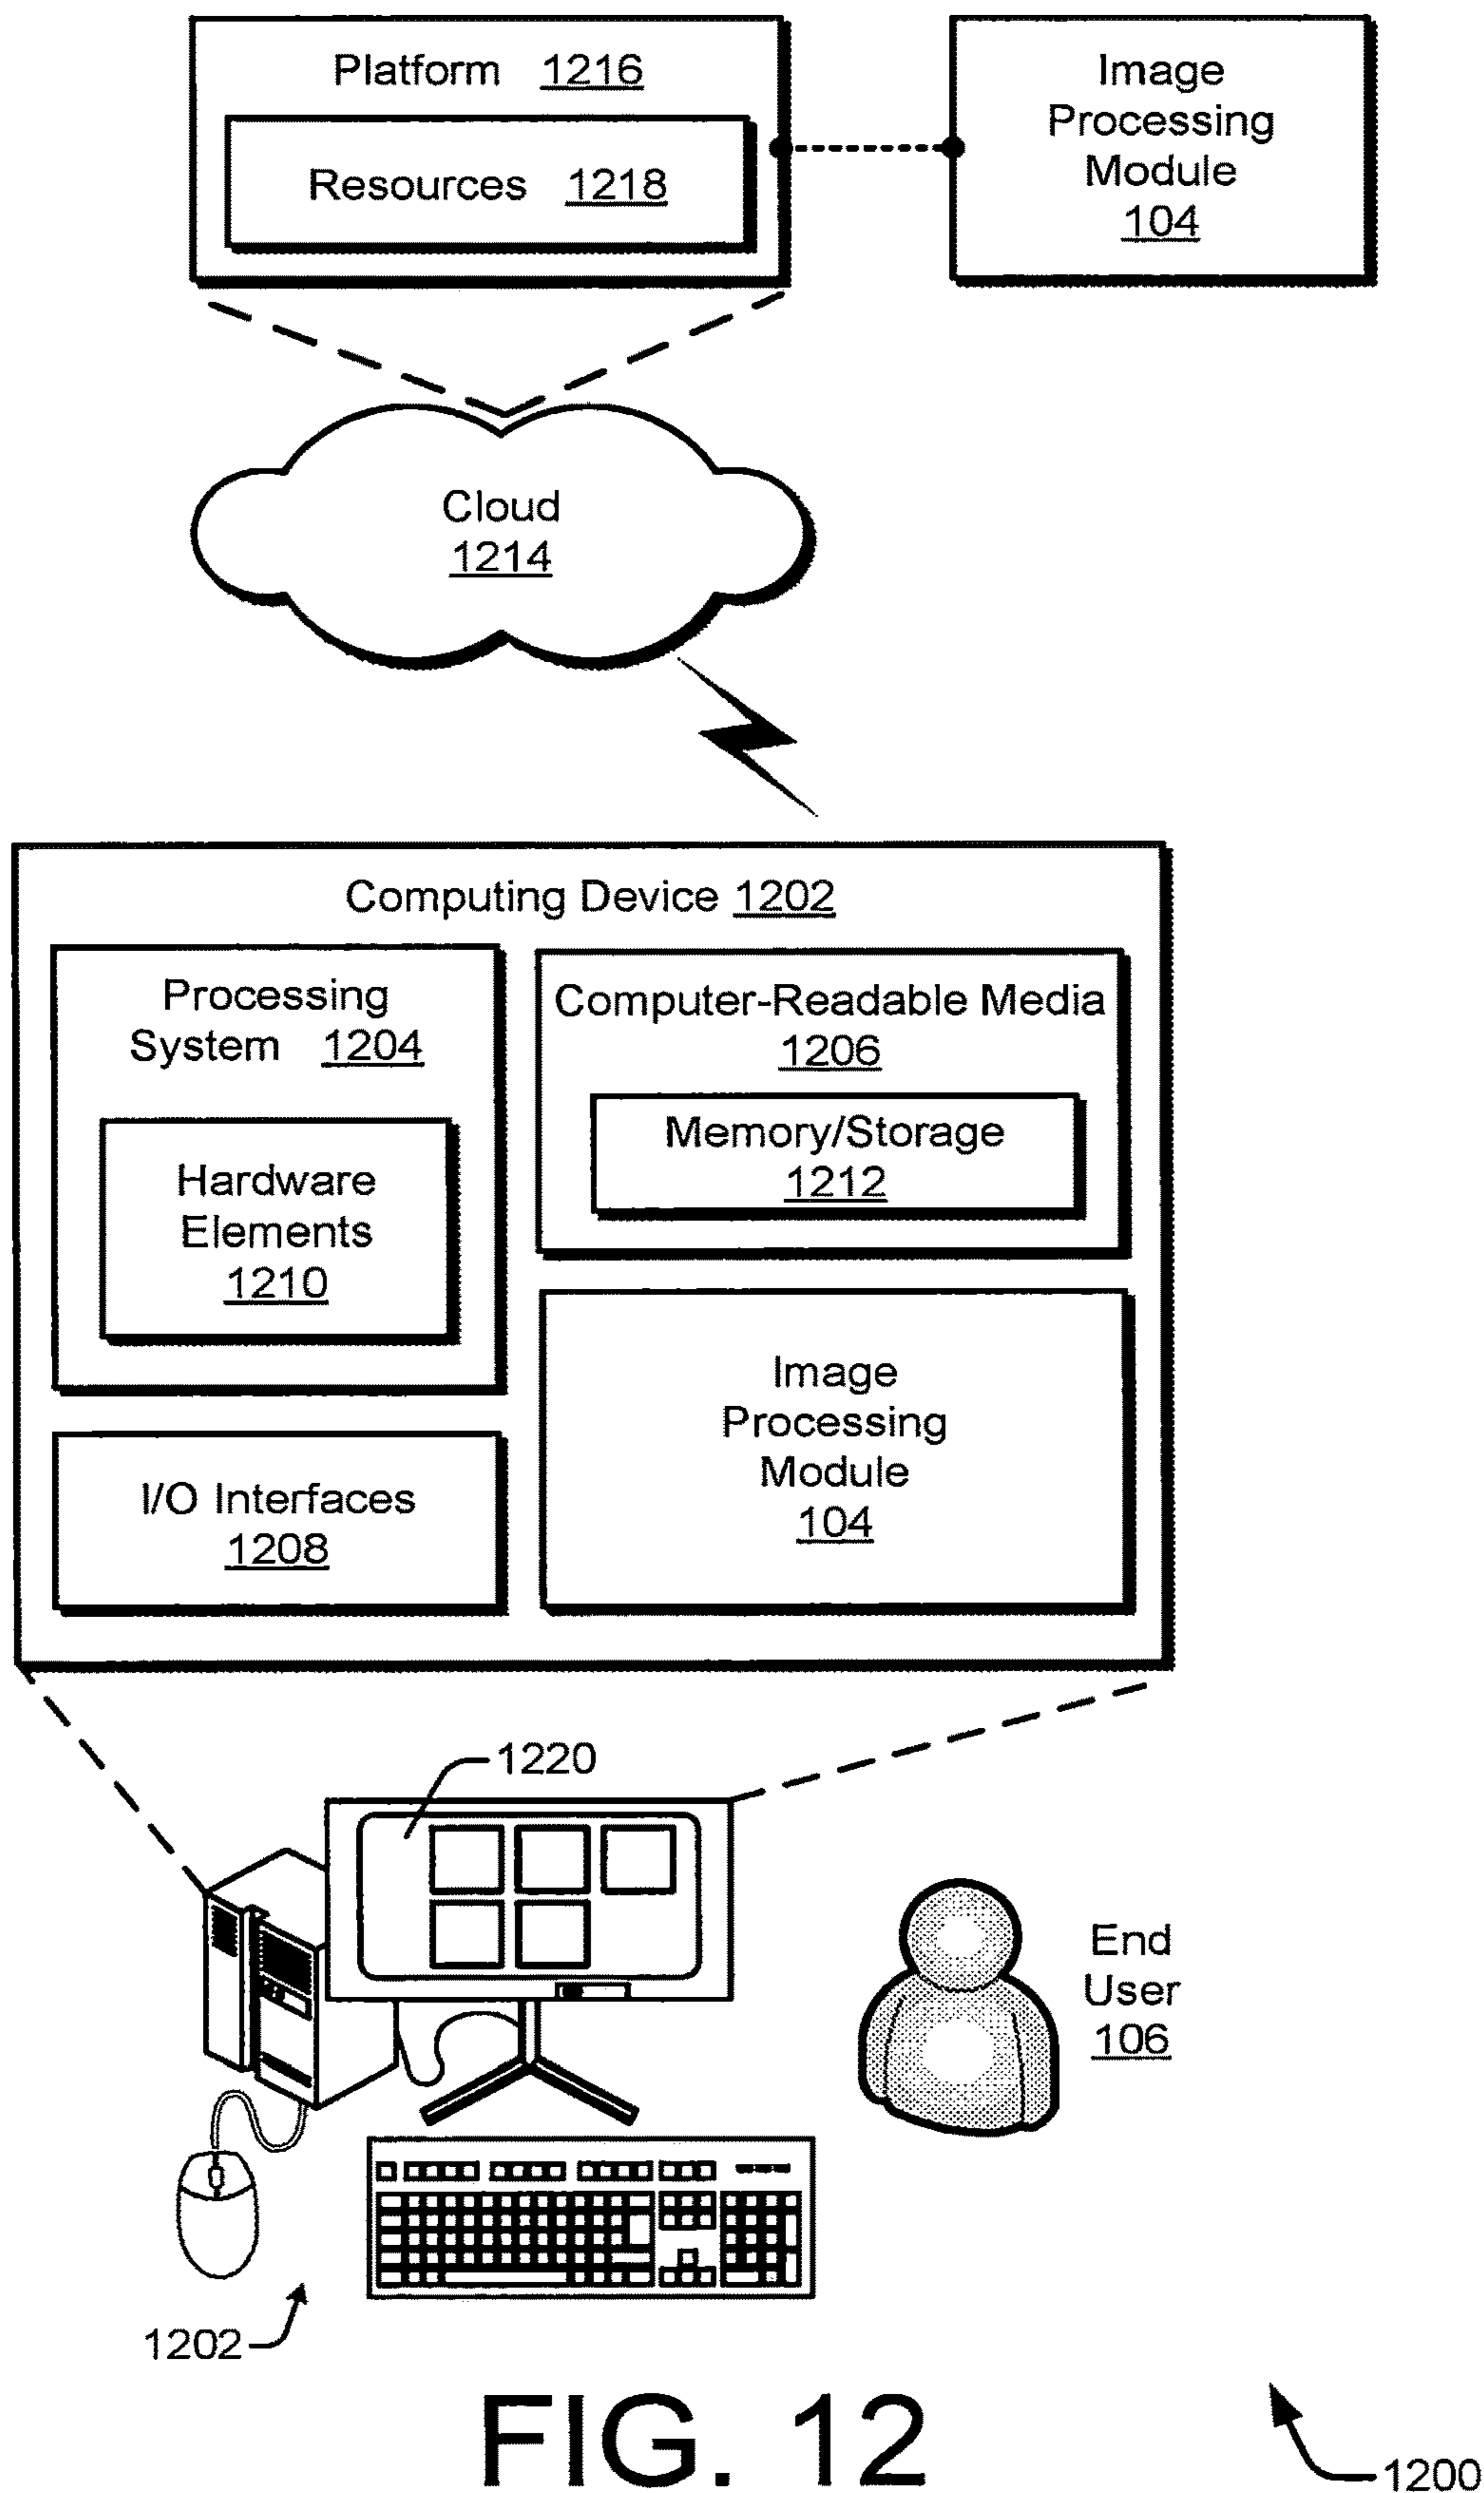 Platform 1216
Resources 1218
Image
Processing
Module
104
Cloud
1214
Computing Device 1202
Processing
System 1204
Hardware
Elements
1210
Computer-Readable Media
1206
Memory/Storage
1212
I/O Interfaces
1208
Image
Processing
Module
104
1220
End
User
106
1202
FIG. 12
1200